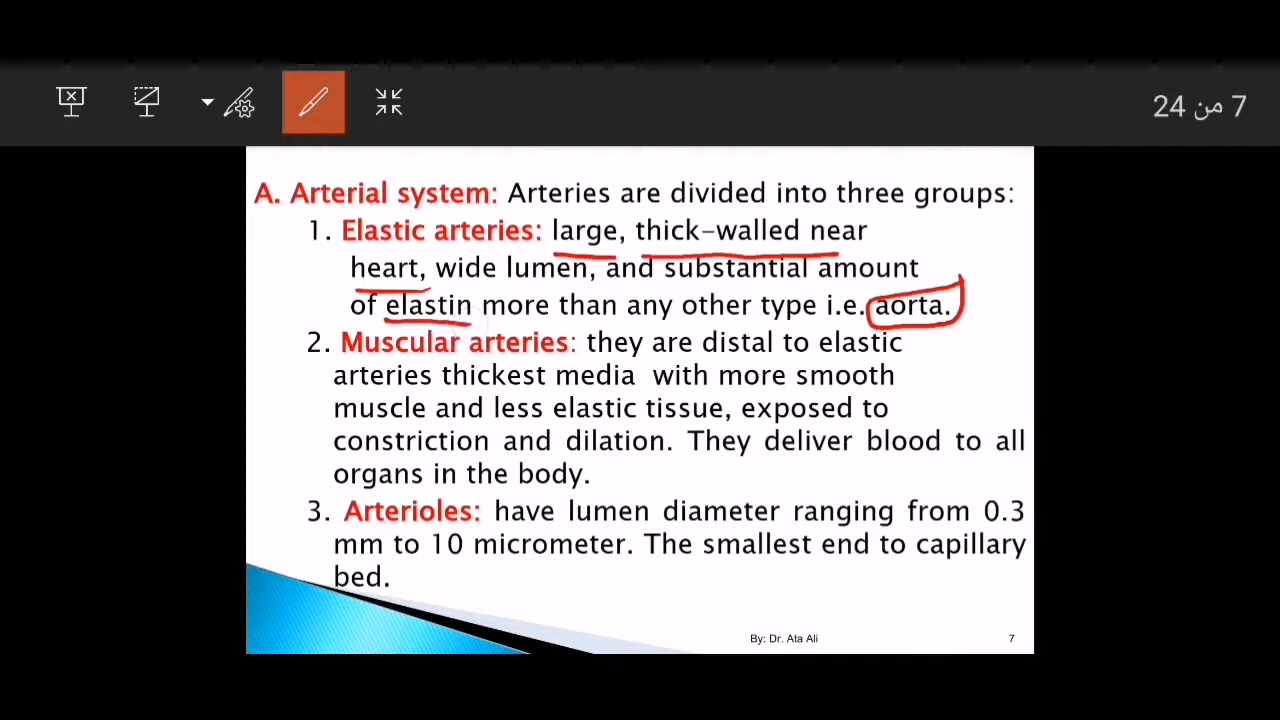 7 من 24
A. Arterial system: Arteries are divided into three groups:
1. Elastic arteries: large, thick-walled near
heart, wide lumen, and substantial amount
of elastin more than any other type i.e. aorta.
2. Muscular arteries: they are distal to elastic
arteries thickest media with more smooth
muscle and less elastic tissue, exposed to
constriction and dilation. They deliver blood to all
organs in the body.
3. Arterioles: have lumen diameter ranging from 0.3
mm to 10 micrometer. The smallest end to capillary
bed.
By: Dr. Ata Ali
7